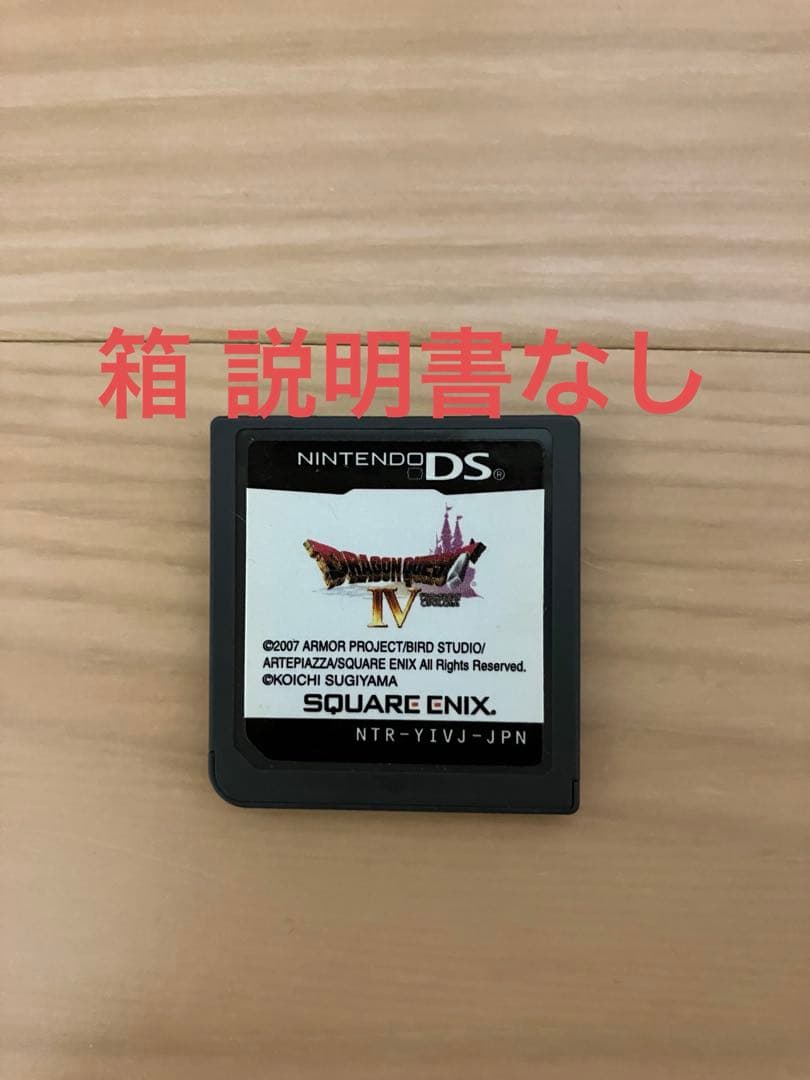 箱 説明書なし
NINTENDO DS®
DRAGON QUEST
IV
©2007 ARMOR PROJECT/BIRD STUDIO/
ARTEPIAZZA/SQUARE ENIX All Rights Reserved.
©KOICHI SUGIYAMA
SQUARE ENIX.
NTR-YIVJ-JPN